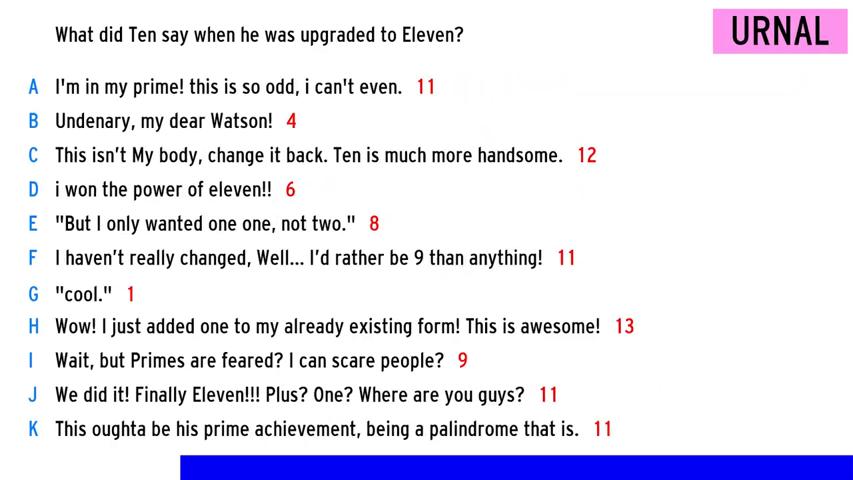 What did Ten say when he was upgraded to Eleven?
URNAL
A I'm in my prime! this is so odd, i can't even. 11
B Undenary, my dear Watson! 4
C This isn’t My body, change it back. Ten is much more handsome. 12
D i won the power of eleven!! 6
E "But I only wanted one one, not two." 8
F I haven’t really changed, Well... I’d rather be 9 than anything! 11
G "cool." 1
H Wow! I just added one to my already existing form! This is awesome! 13
I Wait, but Primes are feared? I can scare people? 9
J We did it! Finally Eleven!!! Plus? One? Where are you guys? 11
K This oughta be his prime achievement, being a palindrome that is. 11